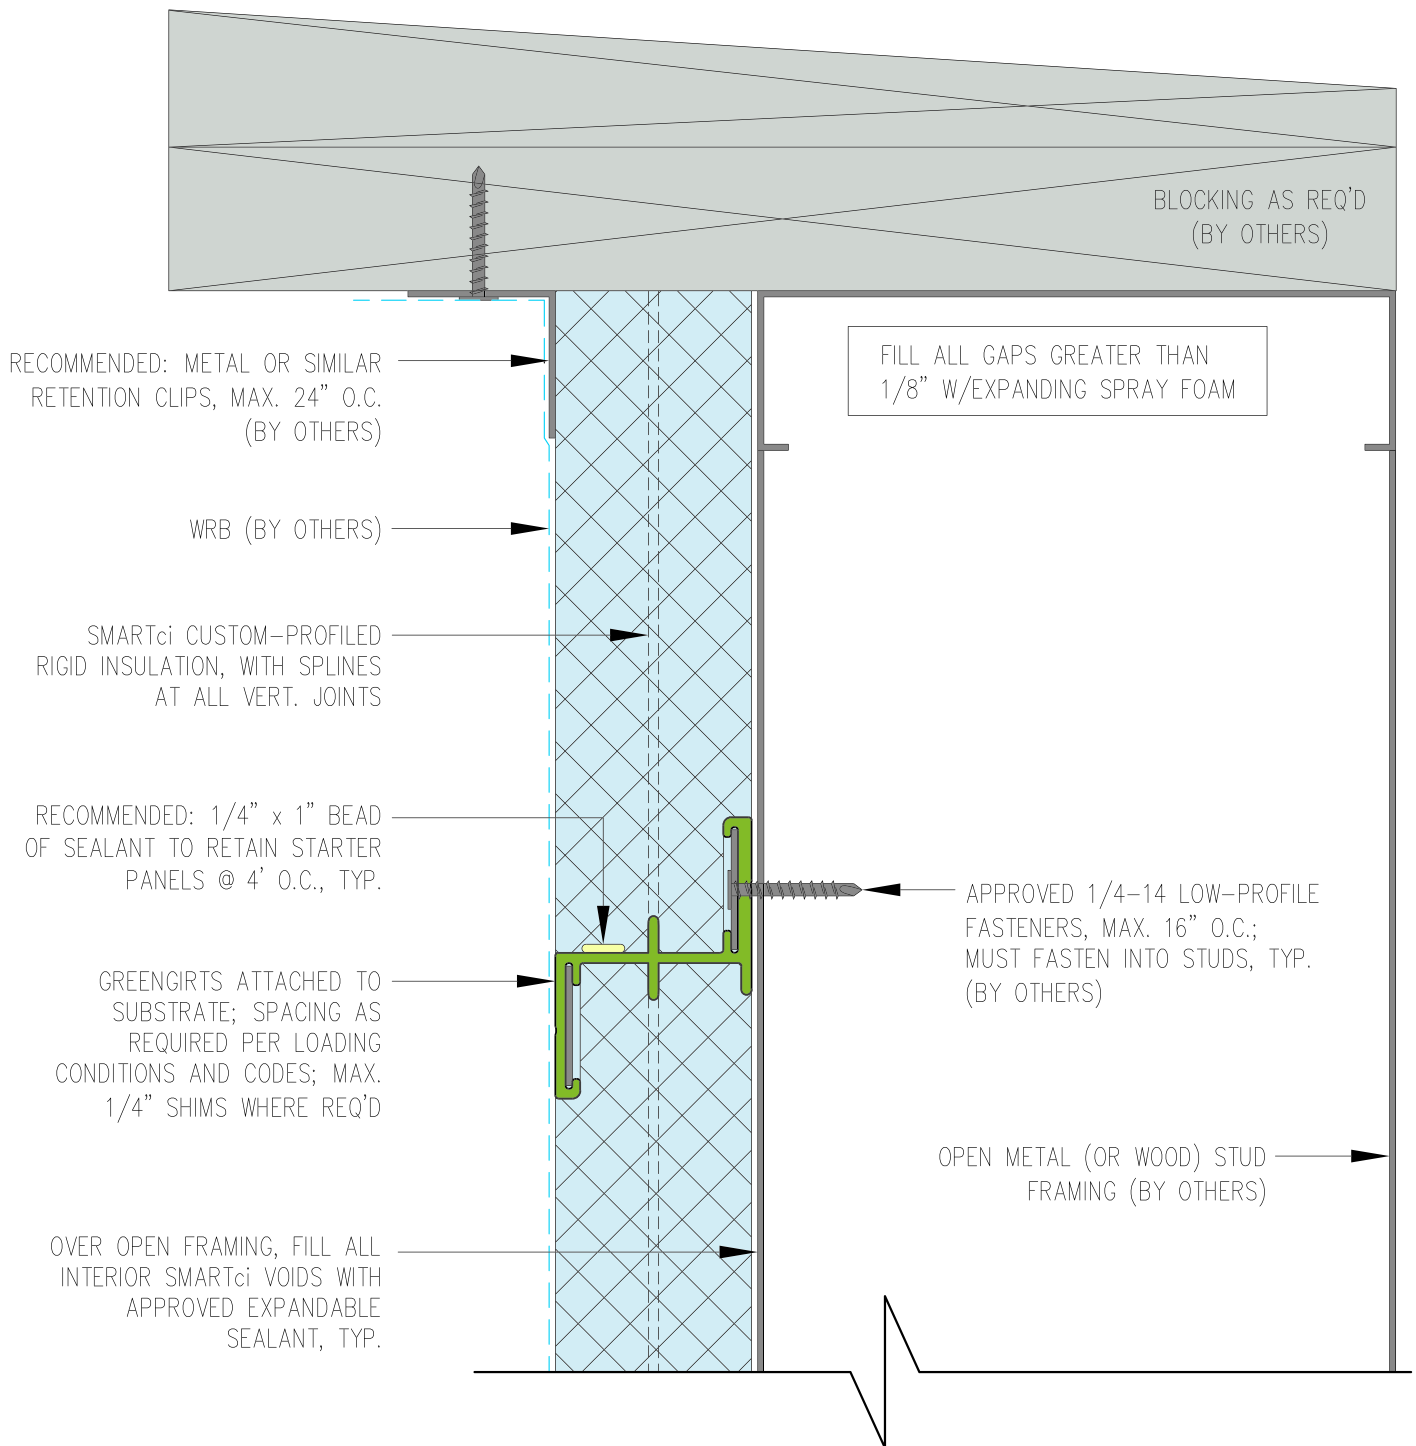 BLOCKING AS REQ'D
(BY OTHERS)
RECOMMENDED: METAL OR SIMILAR
RETENTION CLIPS, MAX. 24" O.C.
(BY OTHERS)
FILL ALL GAPS GREATER THAN
1/8" W/EXPANDING SPRAY FOAM
WRB (BY OTHERS)
SMARTci CUSTOM-PROFILED
RIGID INSULATION, WITH SPLINES
AT ALL VERT. JOINTS
RECOMMENDED: 1/4" x 1" BEAD
OF SEALANT TO RETAIN STARTER
PANELS @ 4' O.C., TYP.
APPROVED 1/4-14 LOW-PROFILE
FASTENERS, MAX. 16" O.C.;
MUST FASTEN INTO STUDS, TYP.
(BY OTHERS)
GREENGIRTS ATTACHED TO
SUBSTRATE; SPACING AS
REQUIRED PER LOADING
CONDITIONS AND CODES; MAX.
1/4" SHIMS WHERE REQ'D
OPEN METAL (OR WOOD) STUD
FRAMING (BY OTHERS)
OVER OPEN FRAMING, FILL ALL
INTERIOR SMARTci VOIDS WITH
APPROVED EXPANDABLE
SEALANT, TYP.